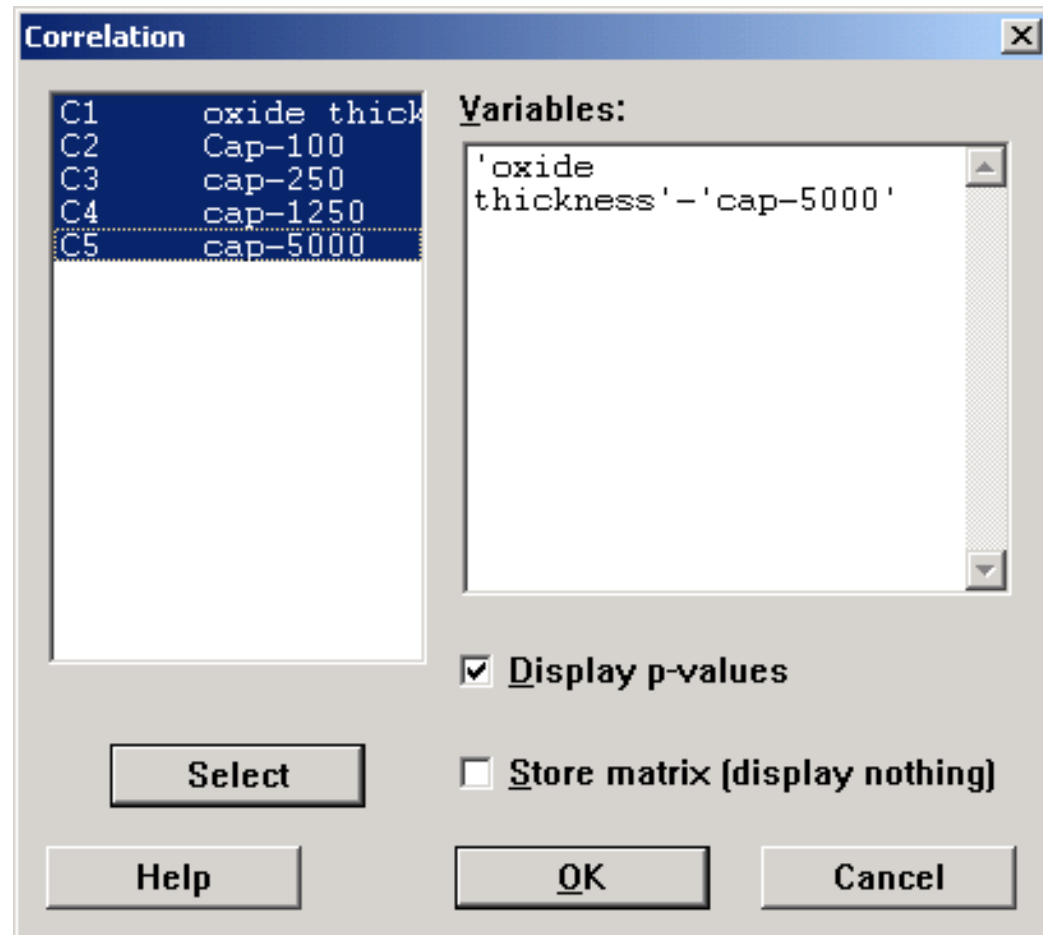 Correlation
C1 oxide thick
C2 Cap-100
C3 cap-250
C4 cap-1250
C5 cap-5000
Variables:
'oxide
thickness'-'cap-5000'
Display p-values
Select
Store matrix (display nothing)
Help
OK
Cancel